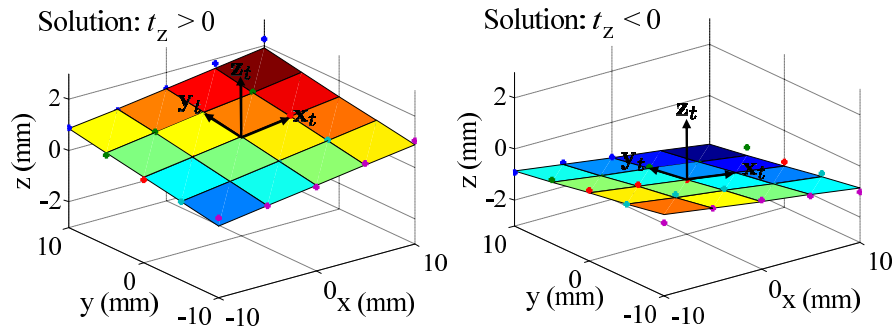 Solution: t_z > 0
z_t
y_t
x_t
2
0
-2
z (mm)
10
0
-10
y (mm)
-10
0
10
x (mm)
Solution: t_z < 0
z_t
y_t
x_t
2
0
-2
z (mm)
10
0
-10
y (mm)
-10
0
10
x (mm)